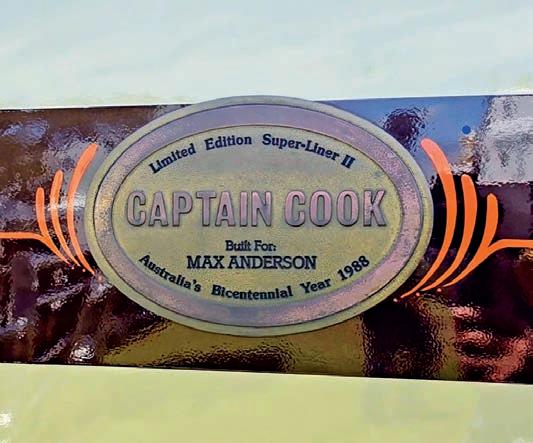 Limited Edition Super-Liner II
CAPTAIN COOK
Built For:
MAX ANDERSON
Australia's Bicentennial Year 1988